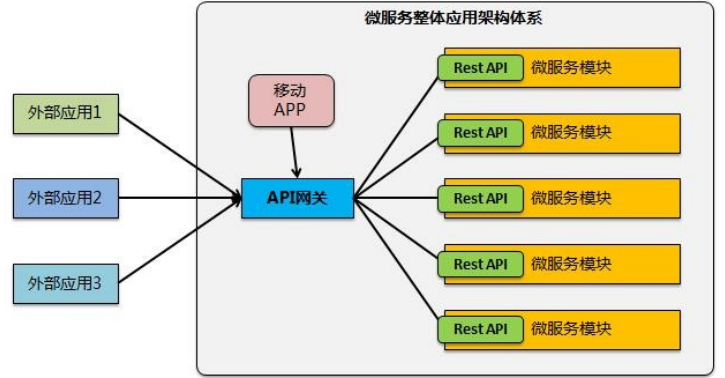 微服务整体应用架构体系
Rest API 微服务模块
移动
APP
外部应用1
Rest API 微服务模块
外部应用2
API网关
Rest API 微服务模块
Rest API 微服务模块
外部应用3
Rest API 微服务模块